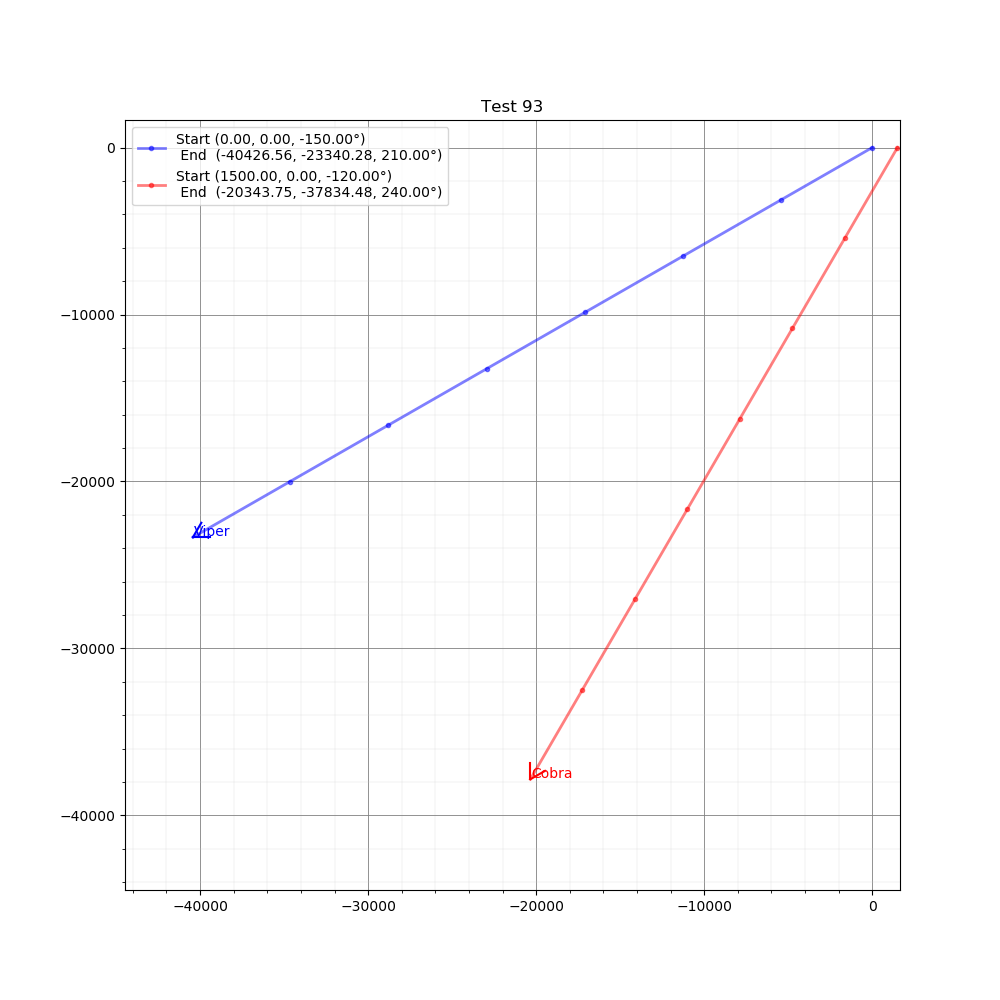 Test 93
Start (0.00, 0.00, -150.00°)
End  (-40426.56, -23340.28, 210.00°)
Start (1500.00, 0.00, -120.00°)
End  (-20343.75, -37834.48, 240.00°)
0
−10000
−20000
−30000
−40000
Viper
Cobra
−40000 −30000 −20000 −10000 0